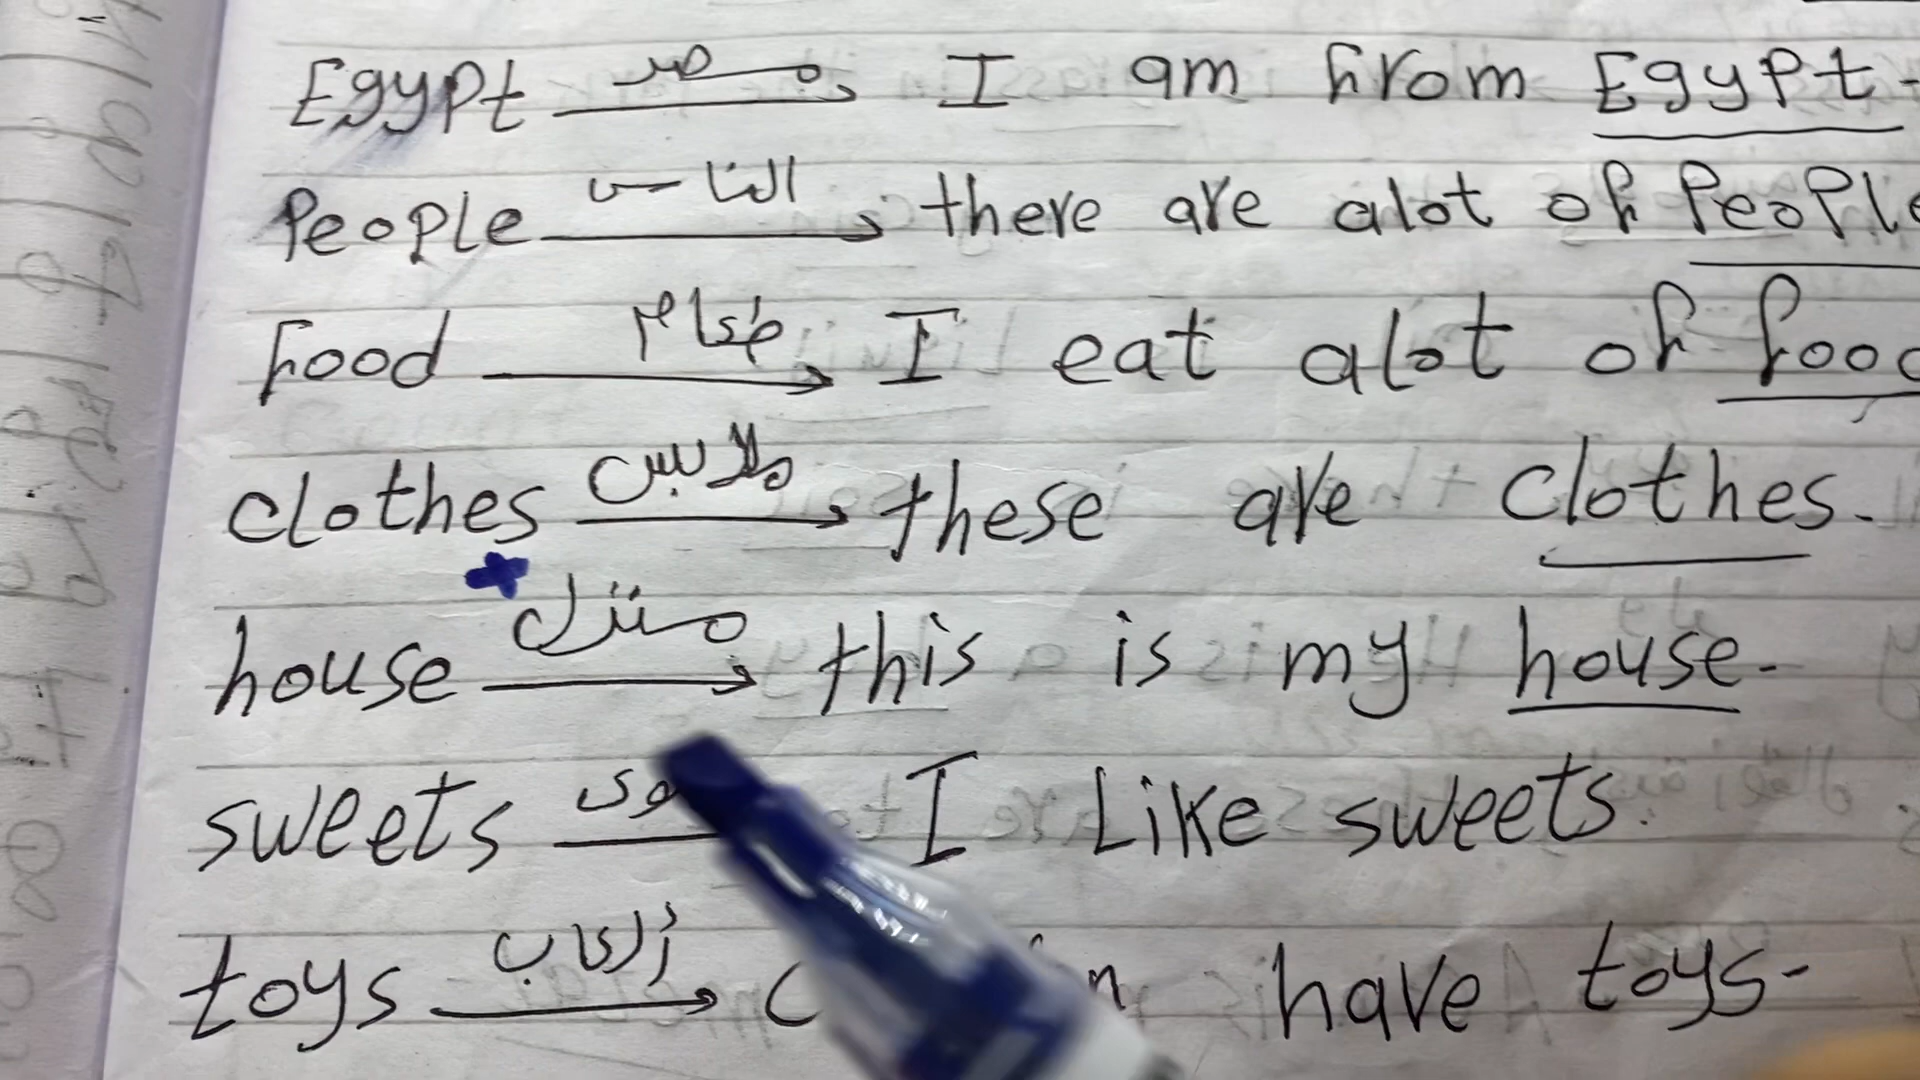 Egypt مصر I am from Egypt.
People الناس there are alot of People
food طعام I eat alot of food
clothes ملابس these are clothes.
house منزل this is my house.
sweets I Like sweets.
toys ألعاب have toys.